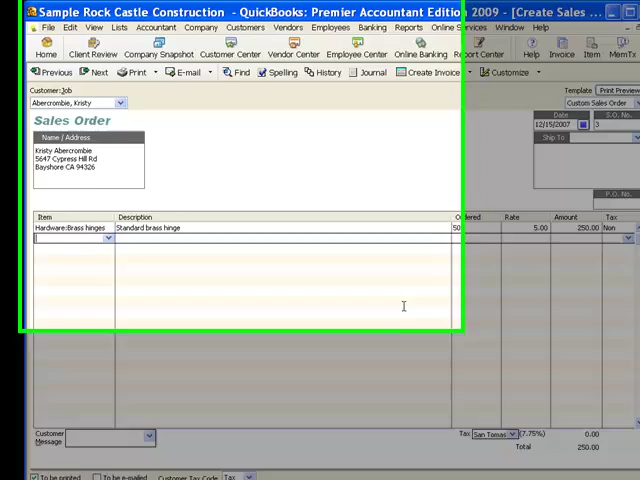 Sample Rock Castle Construction - QuickBooks: Premier Accountant Edition 2009 - [Create Sales ...
File Edit View Lists Accountant Company Customers Vendors Employees Banking Reports Online Services Window Help
Home Client Review Company Snapshot Customer Center Vendor Center Employee Center Online Banking Report Center Help Invoice Item MemTx
Previous Next Print E-mail Find Spelling History Journal Create Invoice Customize
Customer:Job Template Print Preview
Abercrombie, Kristy Custom Sales Order
Sales Order
Date S.O. No.
12/15/2007 3
Name / Address Ship To
Kristy Abercrombie
5647 Cypress Hill Rd
Bayshore CA 94326
P.O. No.
Item Description Ordered Rate Amount Tax
Hardware:Brass hinges Standard brass hinge 50 5.00 250.00 Non
Customer Message
Tax San Tomas (7.75%) 0.00
Total 250.00
To be printed To be e-mailed Customer Tax Code Tax